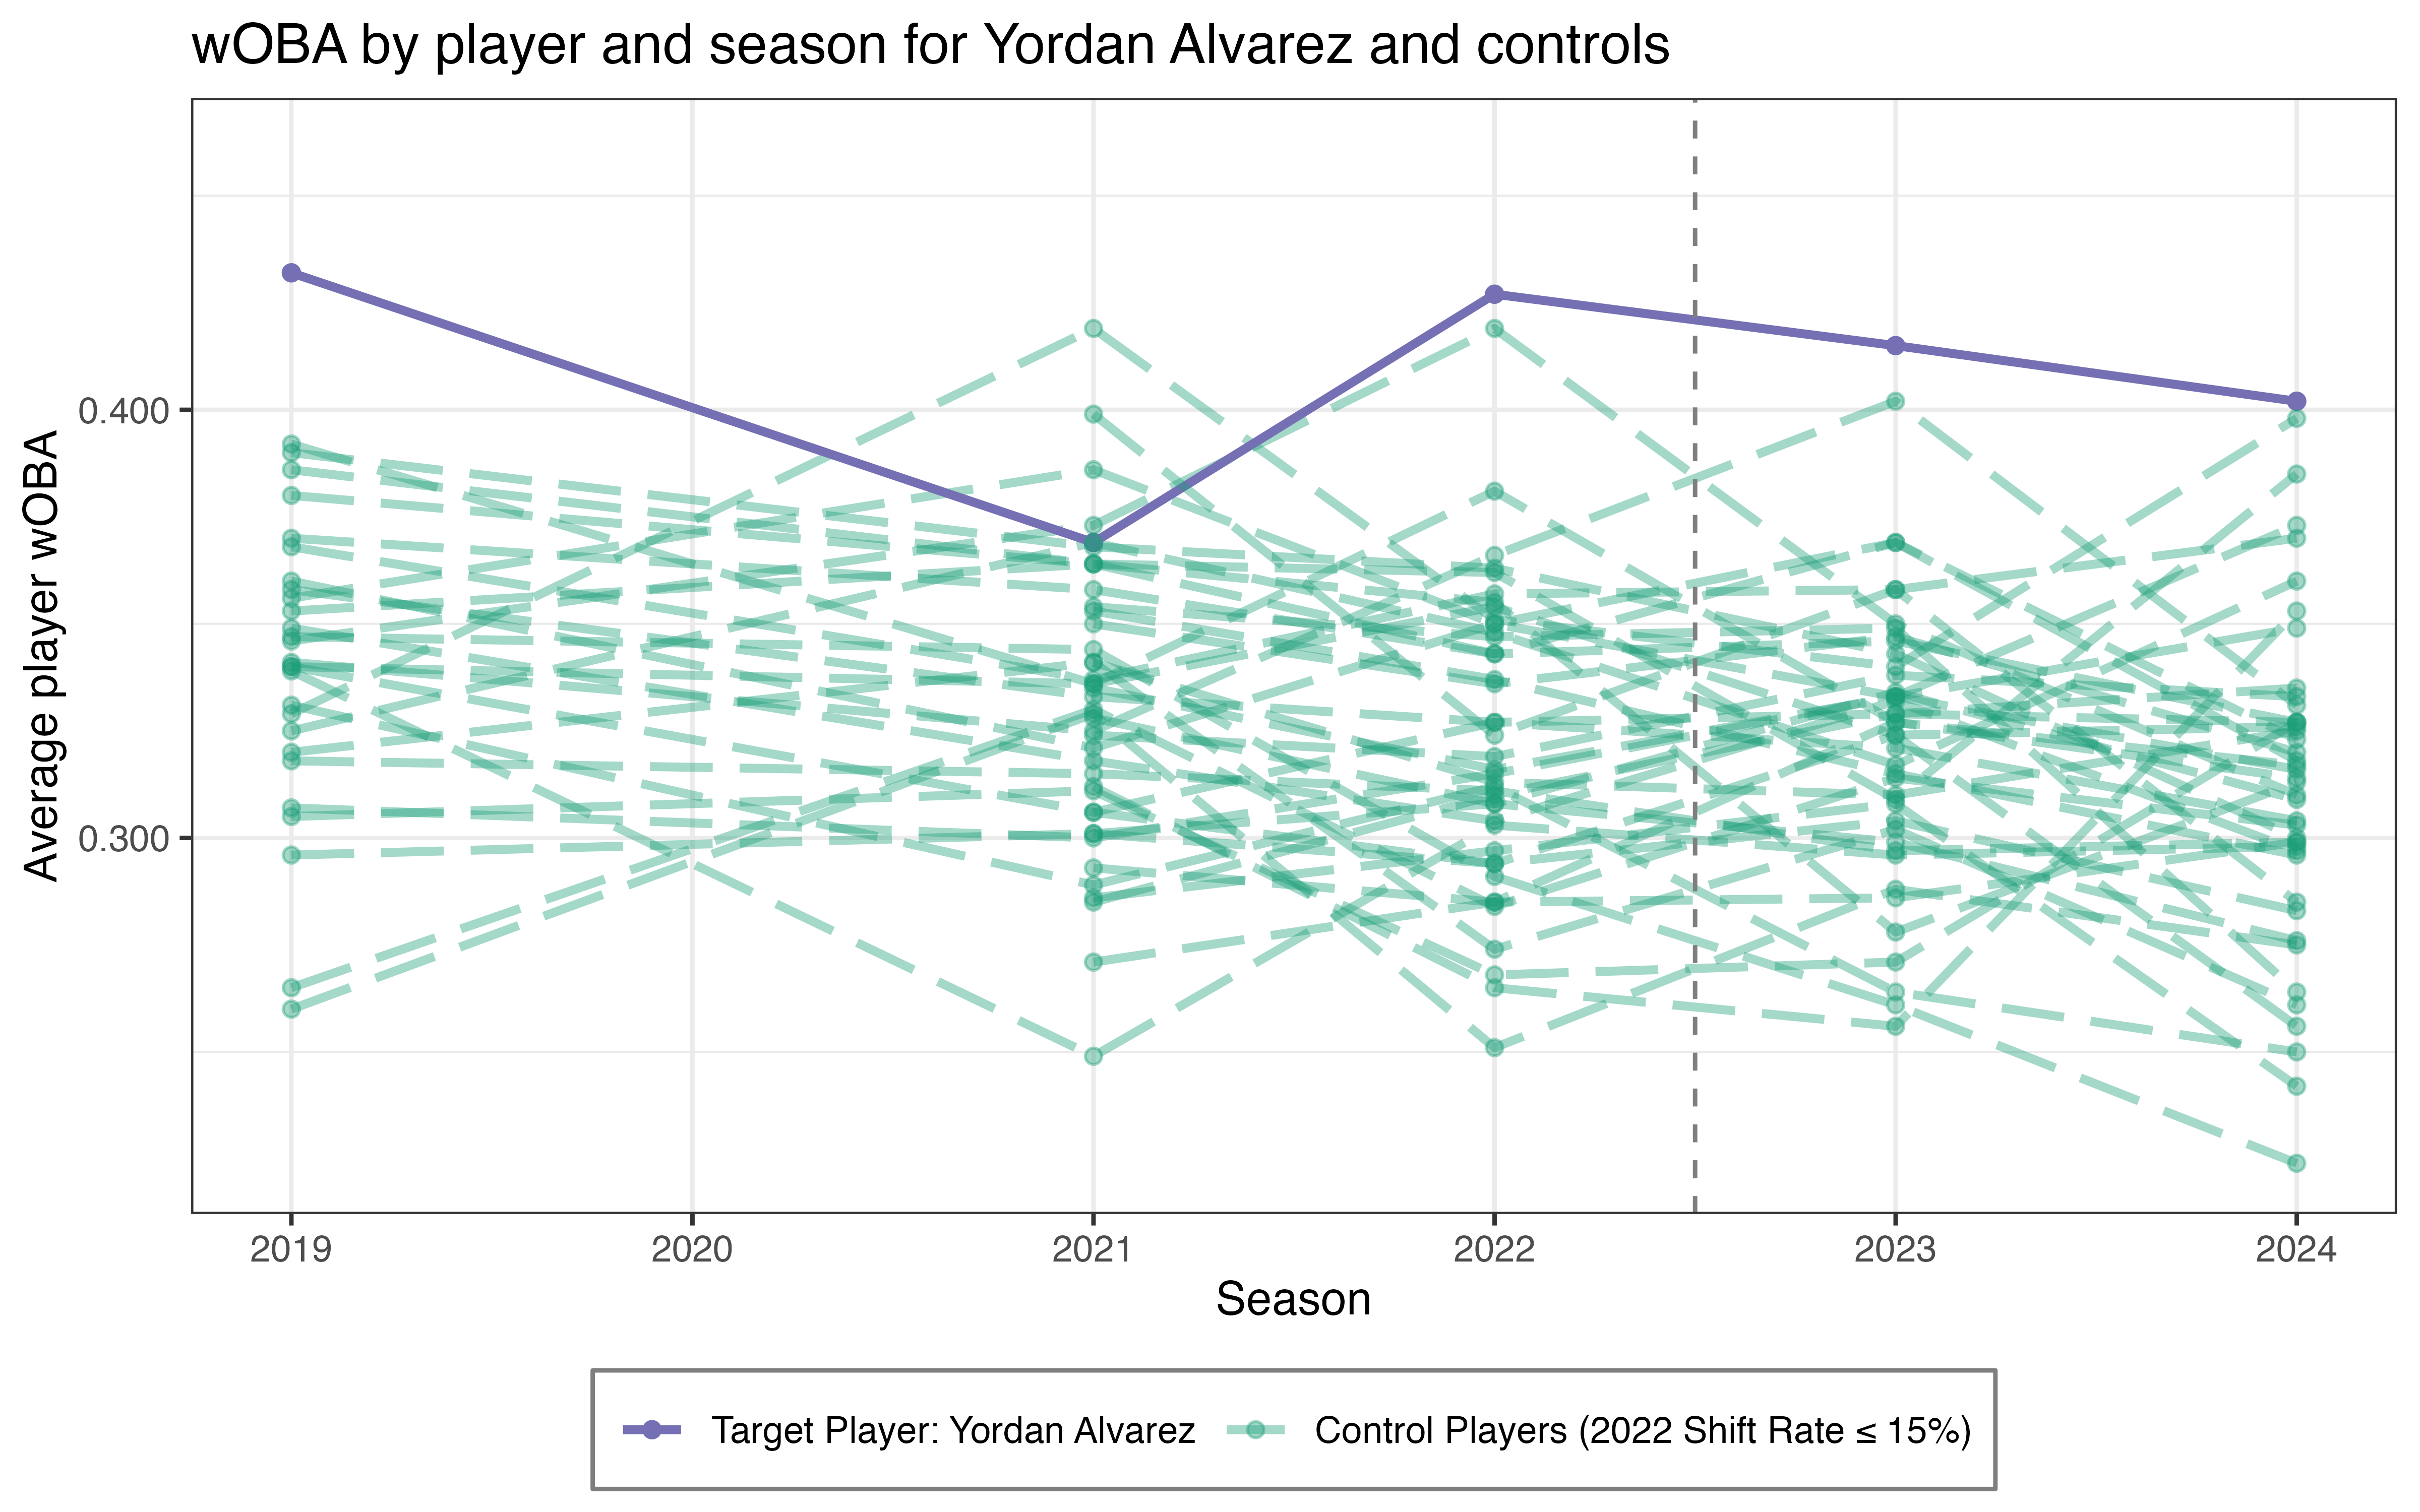 wOBA by player and season for Yordan Alvarez and controls
Average player wOBA
0.400
0.300
2019 2020 2021 2022 2023 2024
Season
Target Player: Yordan Alvarez Control Players (2022 Shift Rate ≤ 15%)